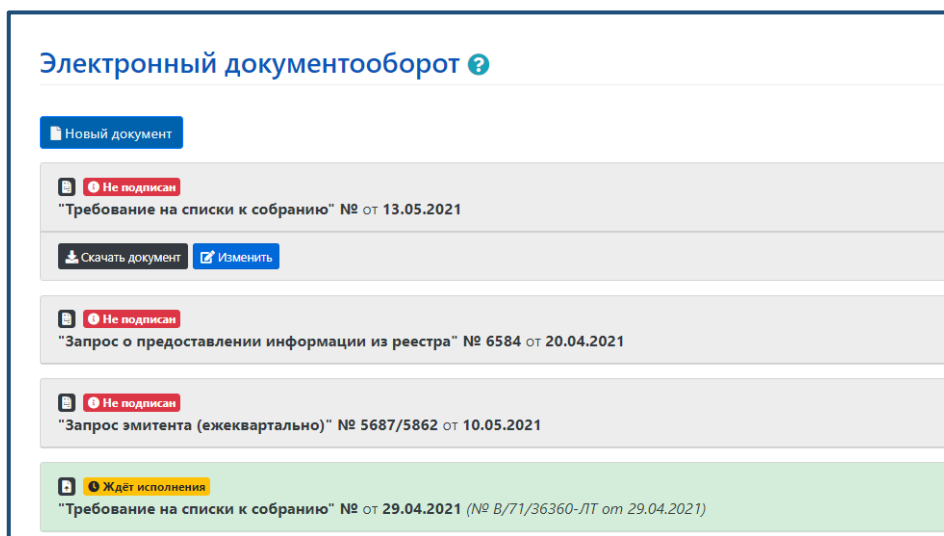 Электронный документооборот ?
Новый документ
Не подписан
"Требование на списки к собранию" № от 13.05.2021
Скачать документ Изменить
Не подписан
"Запрос о предоставлении информации из реестра" № 6584 от 20.04.2021
Не подписан
"Запрос эмитента (ежеквартально)" № 5687/5862 от 10.05.2021
Ждёт исполнения
"Требование на списки к собранию" № от 29.04.2021 (№ В/71/36360-ЛТ от 29.04.2021)